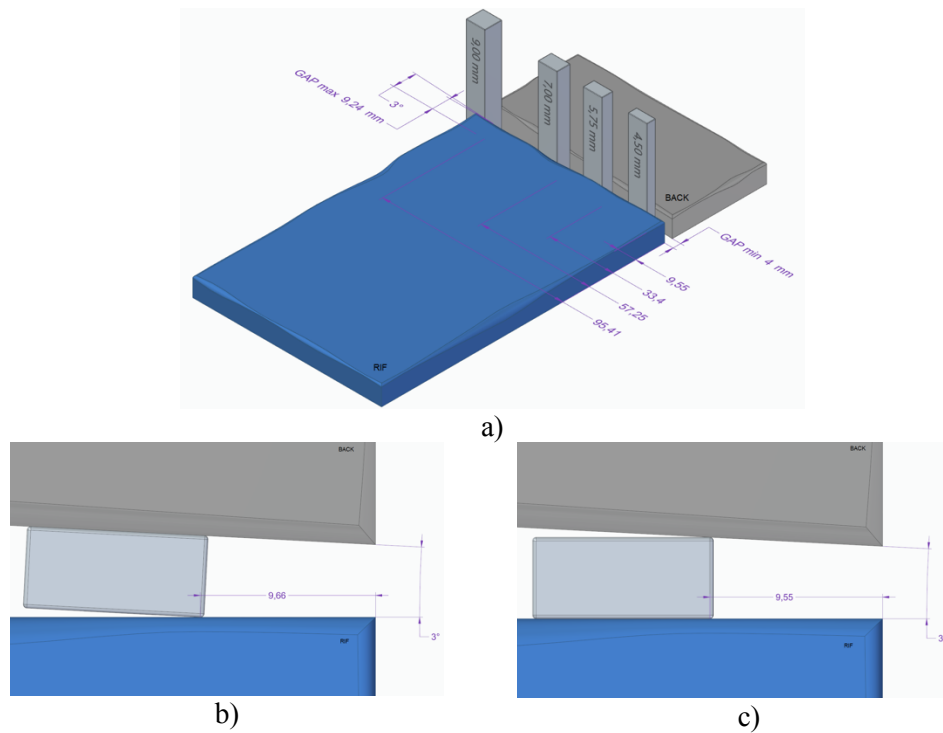 9,00 mm
7,00 mm
5,75 mm
4,50 mm
GAP max 9,24 mm
3°
BACK
GAP min 4 mm
9,55
33,4
57,25
95,41
RIF
a)
BACK
9,66
3°
RIF
b)
BACK
9,55
3
RIF
c)